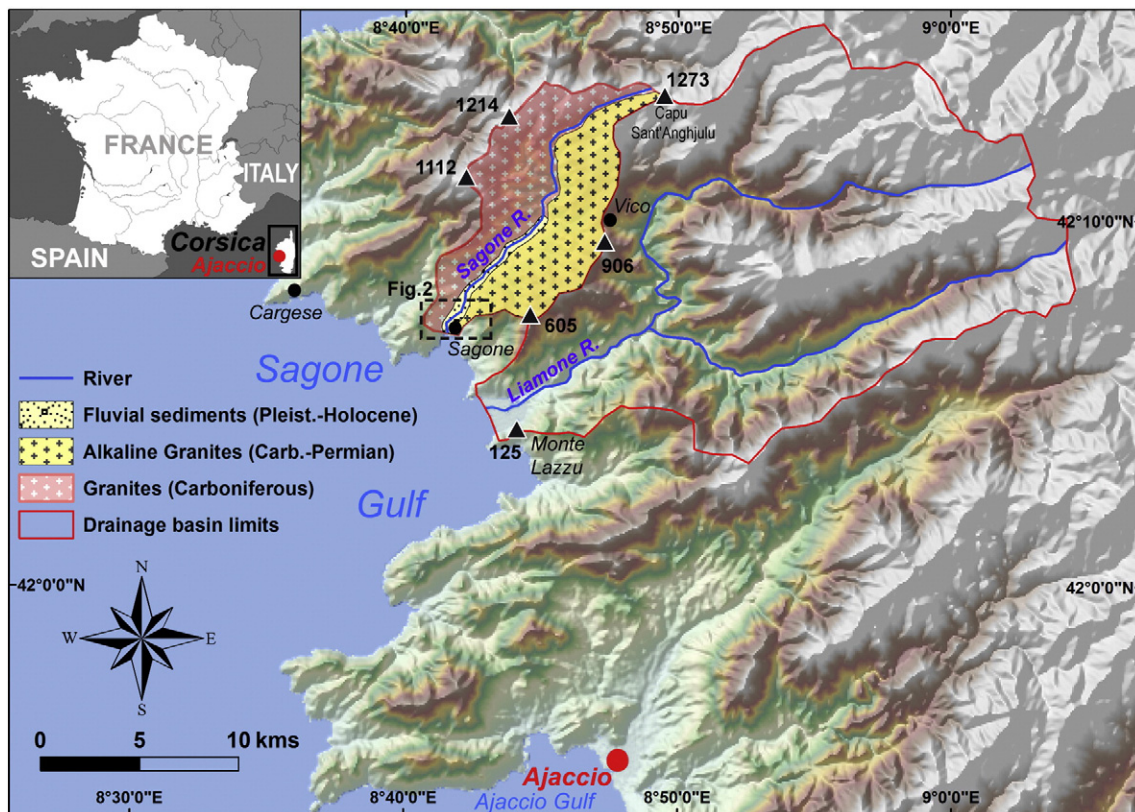 8°40'0"E
8°50'0"E
9°0'0"E
FRANCE
ITALY
SPAIN
Corsica
Ajaccio
1273
Capu
Sant'Anghjulu
1214
1112
Vico
906
42°10'0"N
Sagone R.
Fig.2
605
Cargese
Sagone
Sagone
Liamone R.
125
Monte
Lazzu
Gulf
River
Fluvial sediments (Pleist.-Holocene)
Alkaline Granites (Carb.-Permian)
Granites (Carboniferous)
Drainage basin limits
42°0'0"N
42°0'0"N
N
W
E
S
0
5
10 kms
Ajaccio
Ajaccio Gulf
8°30'0"E
8°40'0"E
8°50'0"E
9°0'0"E